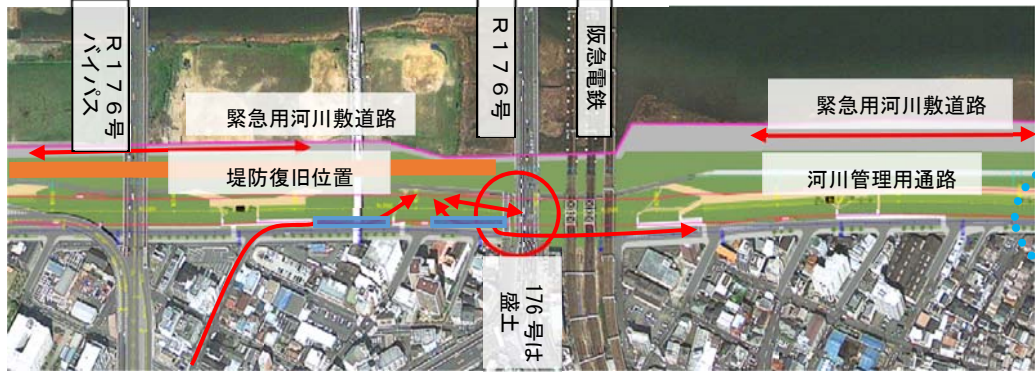 R176号
バイパス
R176号
阪急電鉄
緊急用河川敷道路
緊急用河川敷道路
堤防復旧位置
河川管理用通路
176号は
盛土